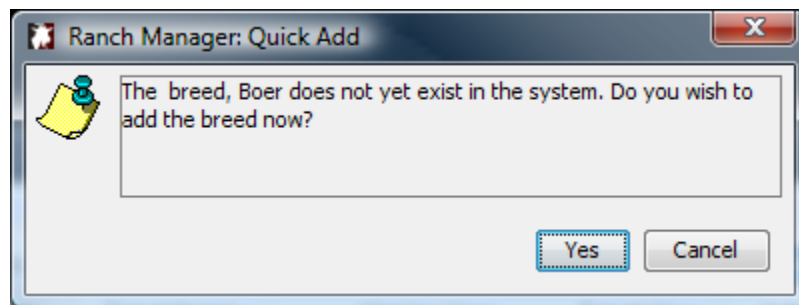 Ranch Manager: Quick Add
The breed, Boer does not yet exist in the system. Do you wish to
add the breed now?
Yes
Cancel